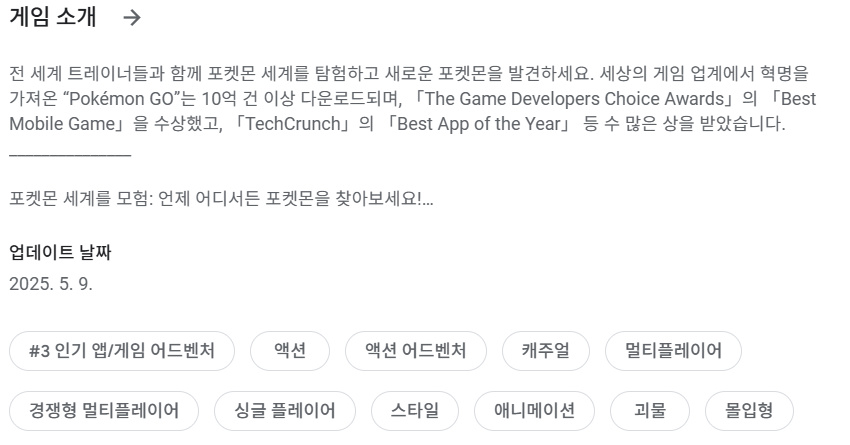 게임 소개 →
전 세계 트레이너들과 함께 포켓몬 세계를 탐험하고 새로운 포켓몬을 발견하세요. 세상의 게임 업계에서 혁명을
가져온 “Pokémon GO”는 10억 건 이상 다운로드되며, 「The Game Developers Choice Awards」의 「Best
Mobile Game」을 수상했고, 「TechCrunch」의 「Best App of the Year」 등 수 많은 상을 받았습니다.
_______________
포켓몬 세계를 모험: 언제 어디서든 포켓몬을 찾아보세요!…
업데이트 날짜
2025. 5. 9.
#3 인기 앱/게임 어드벤처 액션 액션 어드벤처 캐주얼 멀티플레이어
경쟁형 멀티플레이어 싱글 플레이어 스타일 애니메이션 괴물 몰입형